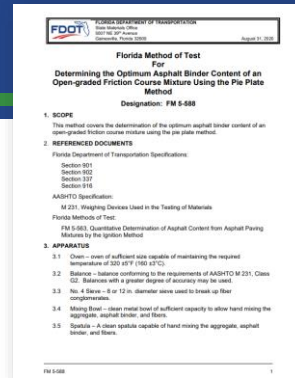 FDOT
FLORIDA DEPARTMENT OF TRANSPORTATION
State Materials Office
5007 NE 39th Avenue
Gainesville, Florida 32609
August 31, 2020
Florida Method of Test
For
Determining the Optimum Asphalt Binder Content of an
Open-graded Friction Course Mixture Using the Pie Plate
Method
Designation: FM 5-588
1. SCOPE
This method covers the determination of the optimum asphalt binder content of an
open-graded friction course mixture using the pie plate method.
2. REFERENCED DOCUMENTS
Florida Department of Transportation Specifications:
Section 901
Section 902
Section 337
Section 916
AASHTO Specification:
M 231, Weighing Devices Used in the Testing of Materials
Florida Methods of Test:
FM 5-563, Quantitative Determination of Asphalt Content from Asphalt Paving
Mixtures by the Ignition Method
3. APPARATUS
3.1 Oven – oven of sufficient size capable of maintaining the required
temperature of 320 ±5°F (160 ±3°C).
3.2 Balance – balance conforming to the requirements of AASHTO M 231, Class
G2. Balances with a greater degree of accuracy may be used.
3.3 No. 4 Sieve – 8 or 12 in. diameter sieve used to break up fiber
conglomerates.
3.4 Mixing Bowl – clean metal bowl of sufficient capacity to allow hand mixing the
aggregate, asphalt binder, and fibers.
3.5 Spatula – A clean spatula capable of hand mixing the aggregate, asphalt
binder, and fibers.
FM 5-588 1